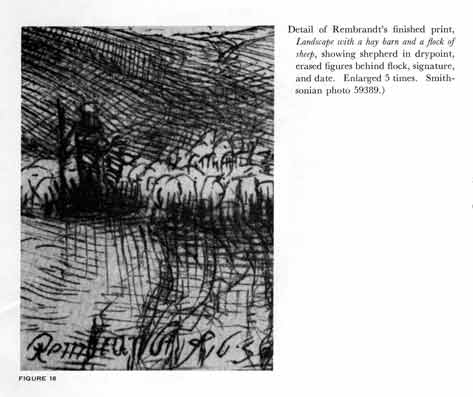 Detail of Rembrandt's finished print,
Landscape with a hay barn and a flock of
sheep, showing shepherd in drypoint,
erased figures behind flock, signature,
and date. Enlarged 5 times. Smith-
sonian photo 59389.)
FIGURE 18